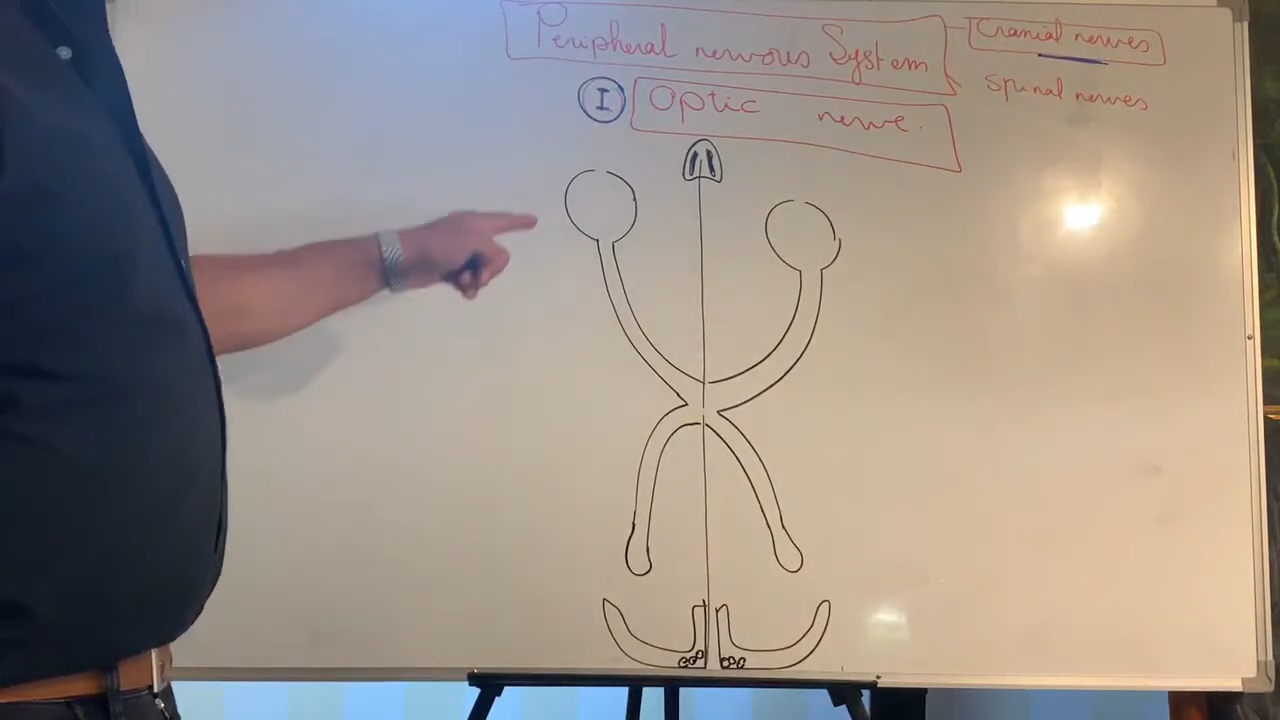 Peripheral nervous System
Cranial nerves
spinal nerves
I Optic nerve.